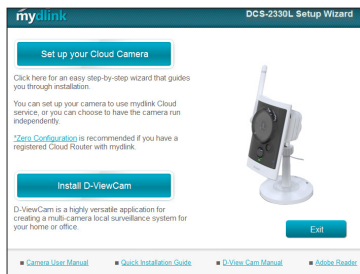 mydlink
DCS-2330L Setup Wizard
Set up your Cloud Camera
Click here for an easy step-by-step wizard that guides
you through installation.
You can set up your camera to use mydlink Cloud
service, or you can choose to have the camera run
independently.
*Zero Configuration is recommended if you have a
registered Cloud Router with mydlink.
Install D-ViewCam
D-ViewCam is a highly versatile application for
creating a multi-camera local surveillance system for
your home or office.
Exit
Camera User Manual
Quick Installation Guide
D-View Cam Manual
Adobe Reader